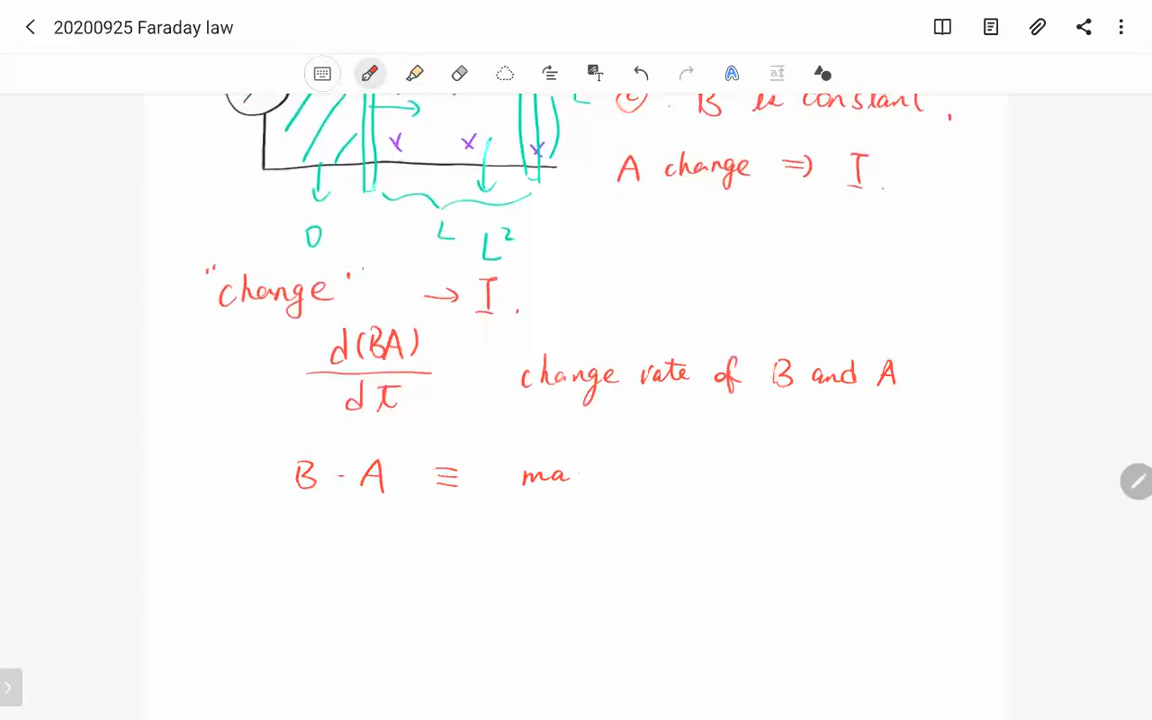 20200925 Faraday law
(c). B is constant,
A change ⇒ I.
x x x
0 L L²
"change" → I.
d(BA)
dt
change rate of B and A
B · A ≡ ma